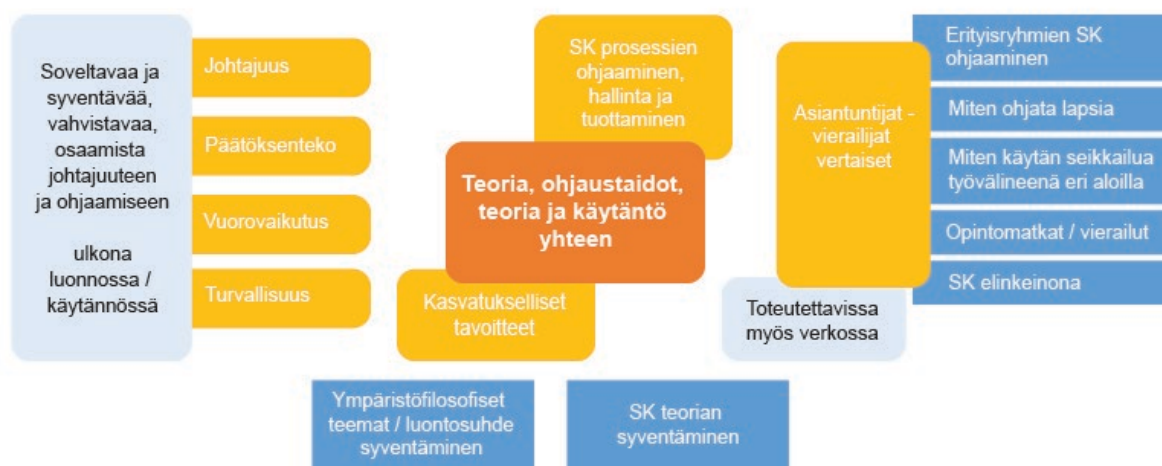 Soveltavaa ja
syventävää,
vahvistavaa,
osaamista
johtajuuteen
ja ohjaamiseen
ulkona
luonnossa /
käytännössä
Johtajuus
Päätöksenteko
Vuorovaikutus
Turvallisuus
SK prosessien
ohjaaminen,
hallinta ja
tuottaminen
Teoria, ohjaustaidot,
teoria ja käytäntö
yhteen
Kasvatukselliset
tavoitteet
Asiantuntijat -
vierailijat
vertaiset
Toteutettavissa
myös verkossa
Erityisryhmien SK
ohjaaminen
Miten ohjata lapsia
Miten käytän seikkailua
työvälineenä eri aloilla
Opintomatkat / vierailut
SK elinkeinona
Ympäristöfilosofiset
teemat / luontosuhde
syventäminen
SK teorian
syventäminen